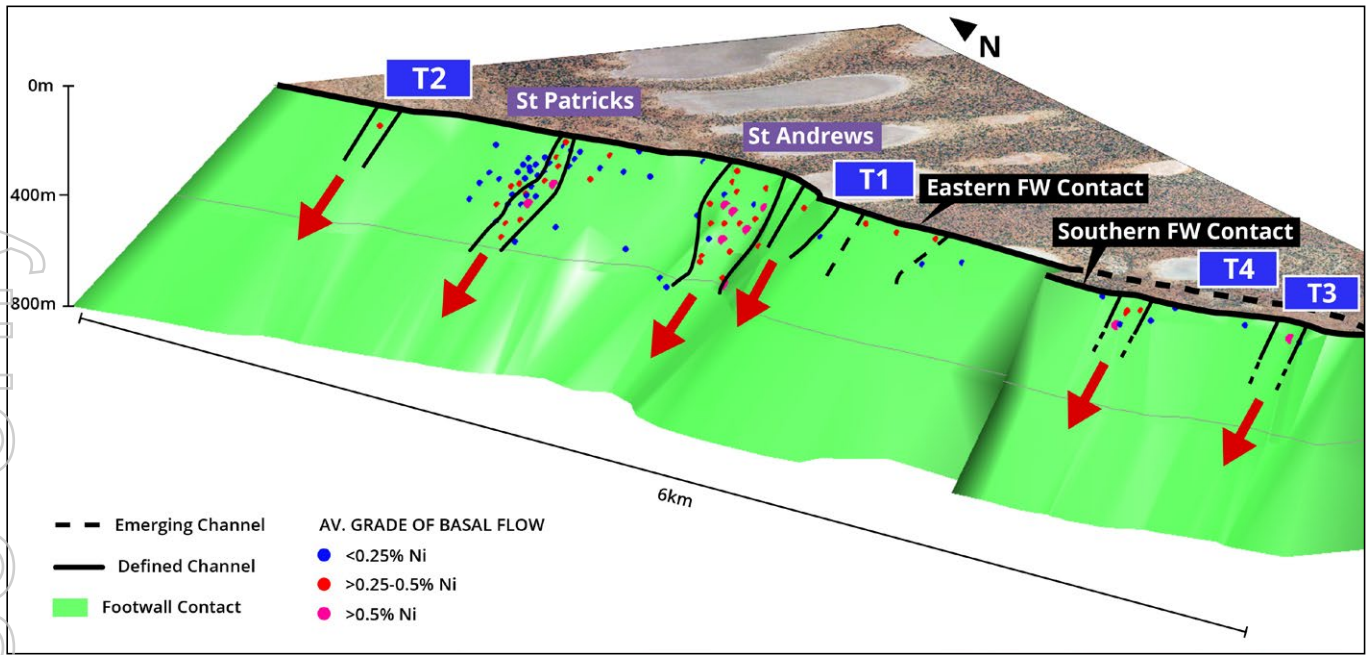 N
0m
T2
St Patricks
St Andrews
T1
Eastern FW Contact
400m
Southern FW Contact
T4
T3
800m
6km
Emerging Channel
Defined Channel
Footwall Contact
AV. GRADE OF BASAL FLOW
<0.25% Ni
>0.25-0.5% Ni
>0.5% Ni